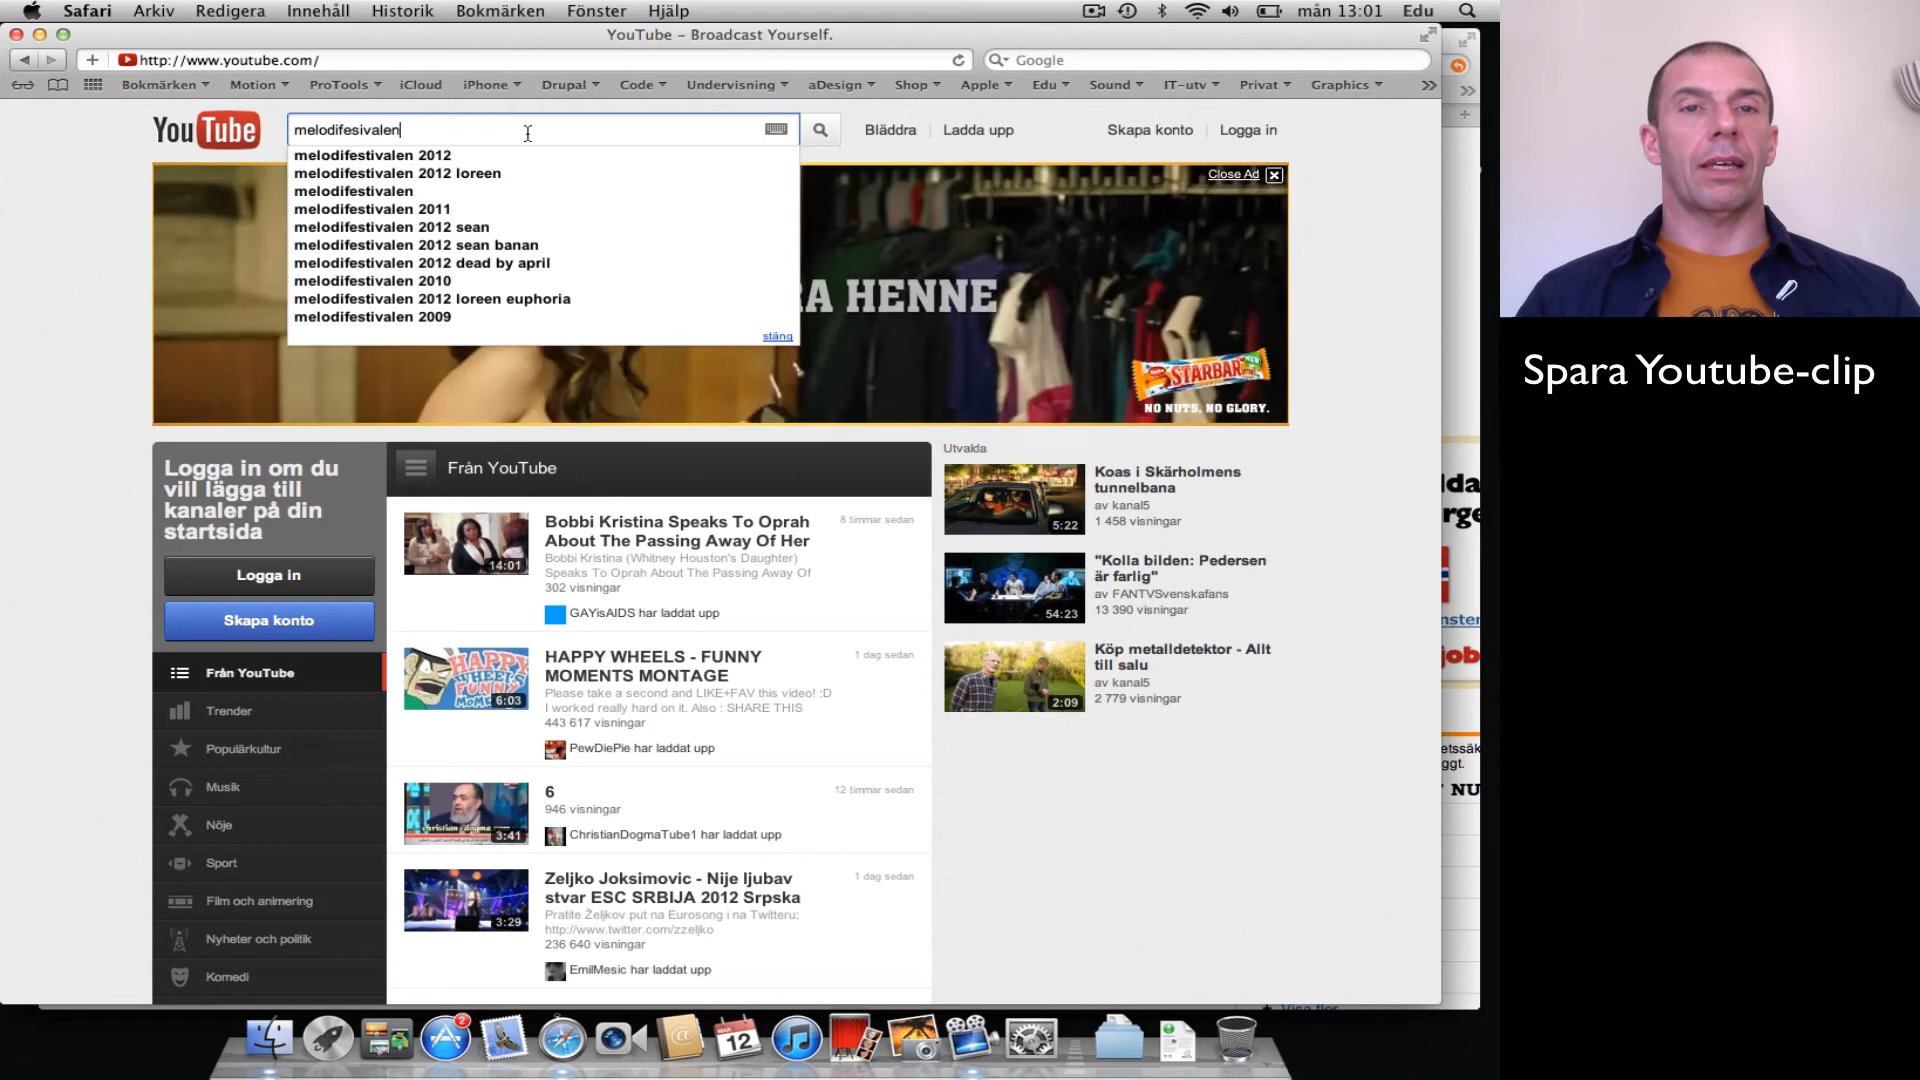 Safari Arkiv Redigera Innehåll Historik Bokmärken Fönster Hjälp mån 13:01 Edu
YouTube – Broadcast Yourself.
http://www.youtube.com/
Google
Bokmärken Motion ProTools iCloud iPhone Drupal Code Undervisning aDesign Shop Apple Edu Sound IT-utv Privat Graphics
YouTube
melodifesivalen
Bläddra
Ladda upp
Skapa konto
Logga in
melodifestivalen 2012
melodifestivalen 2012 loreen
melodifestivalen
melodifestivalen 2011
melodifestivalen 2012 sean
melodifestivalen 2012 sean banan
melodifestivalen 2012 dead by april
melodifestivalen 2010
melodifestivalen 2012 loreen euphoria
melodifestivalen 2009
stäng
Close Ad
RA HENNE
STARBAR
NO NUTS. NO GLORY.
Logga in om du
vill lägga till
kanaler på din
startsida
Logga in
Skapa konto
Från YouTube
Trender
Populärkultur
Musik
Nöje
Sport
Film och animering
Nyheter och politik
Komedi
Från YouTube
14:01
Bobbi Kristina Speaks To Oprah
About The Passing Away Of Her
8 timmar sedan
Bobbi Kristina (Whitney Houston's Daughter)
Speaks To Oprah About The Passing Away Of
302 visningar
GAYisAIDS har laddat upp
HAPPY WHEELS FUNNY
6:03
HAPPY WHEELS - FUNNY
MOMENTS MONTAGE
1 dag sedan
Please take a second and LIKE+FAV this video! :D
I worked really hard on it. Also : SHARE THIS
443 617 visningar
PewDiePie har laddat upp
christian-dogma
3:41
6
12 timmar sedan
946 visningar
ChristianDogmaTube1 har laddat upp
3:29
Zeljko Joksimovic - Nije ljubav
stvar ESC SRBIJA 2012 Srpska
1 dag sedan
Pratite Željkov put na Eurosong i na Twitteru:
http://www.twitter.com/zzeljko
236 640 visningar
EmilMesic har laddat upp
Utvalda
5:22
Koas i Skärholmens
tunnelbana
av kanal5
1 458 visningar
54:23
"Kolla bilden: Pedersen
är farlig"
av FANTVSvenskafans
13 390 visningar
2:09
Köp metalldetektor - Allt
till salu
av kanal5
2 779 visningar
Visa fler
2
MAR
12
Spara Youtube-clip